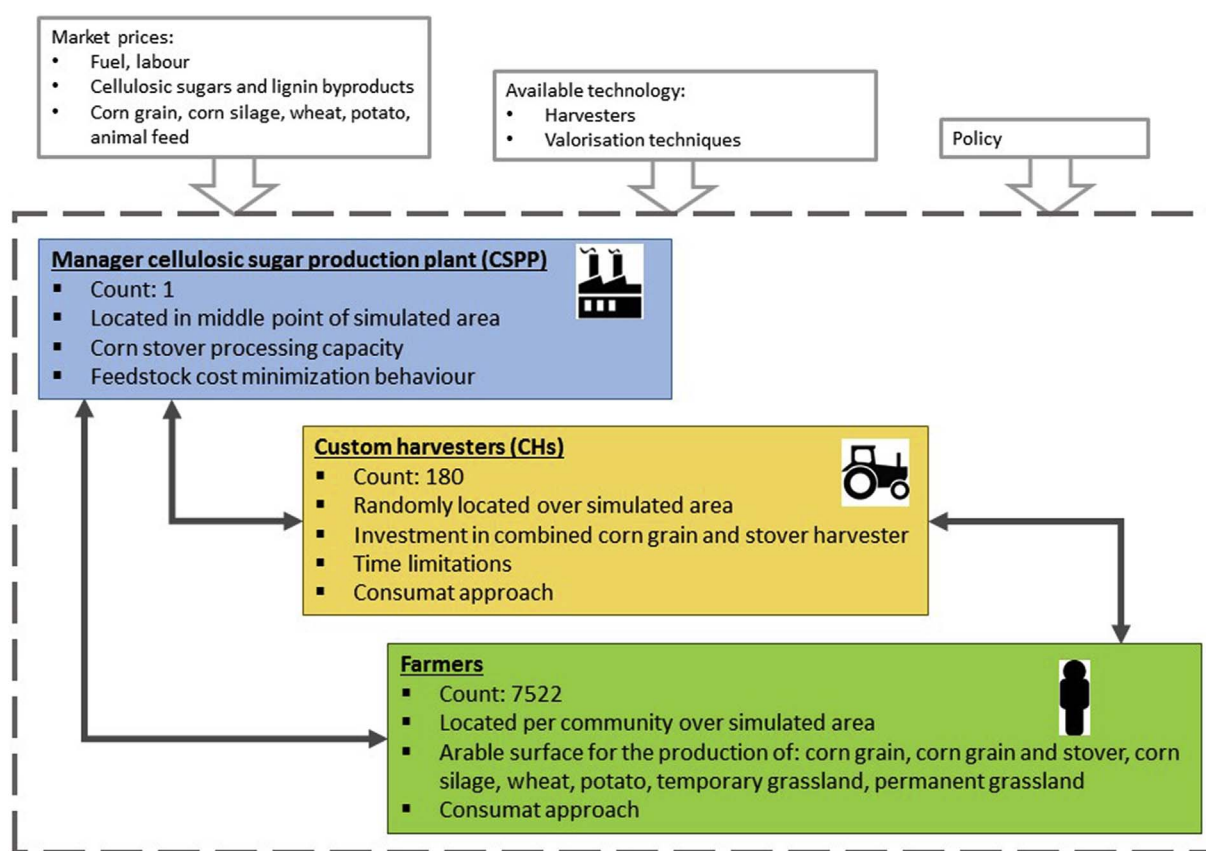 Market prices:
• Fuel, labour
• Cellulosic sugars and lignin byproducts
• Corn grain, corn silage, wheat, potato,
animal feed
Available technology:
• Harvesters
• Valorisation techniques
Policy
Manager cellulosic sugar production plant (CSPP)
▪ Count: 1
▪ Located in middle point of simulated area
▪ Corn stover processing capacity
▪ Feedstock cost minimization behaviour
Custom harvesters (CHs)
▪ Count: 180
▪ Randomly located over simulated area
▪ Investment in combined corn grain and stover harvester
▪ Time limitations
▪ Consumat approach
Farmers
▪ Count: 7522
▪ Located per community over simulated area
▪ Arable surface for the production of: corn grain, corn grain and stover, corn
silage, wheat, potato, temporary grassland, permanent grassland
▪ Consumat approach